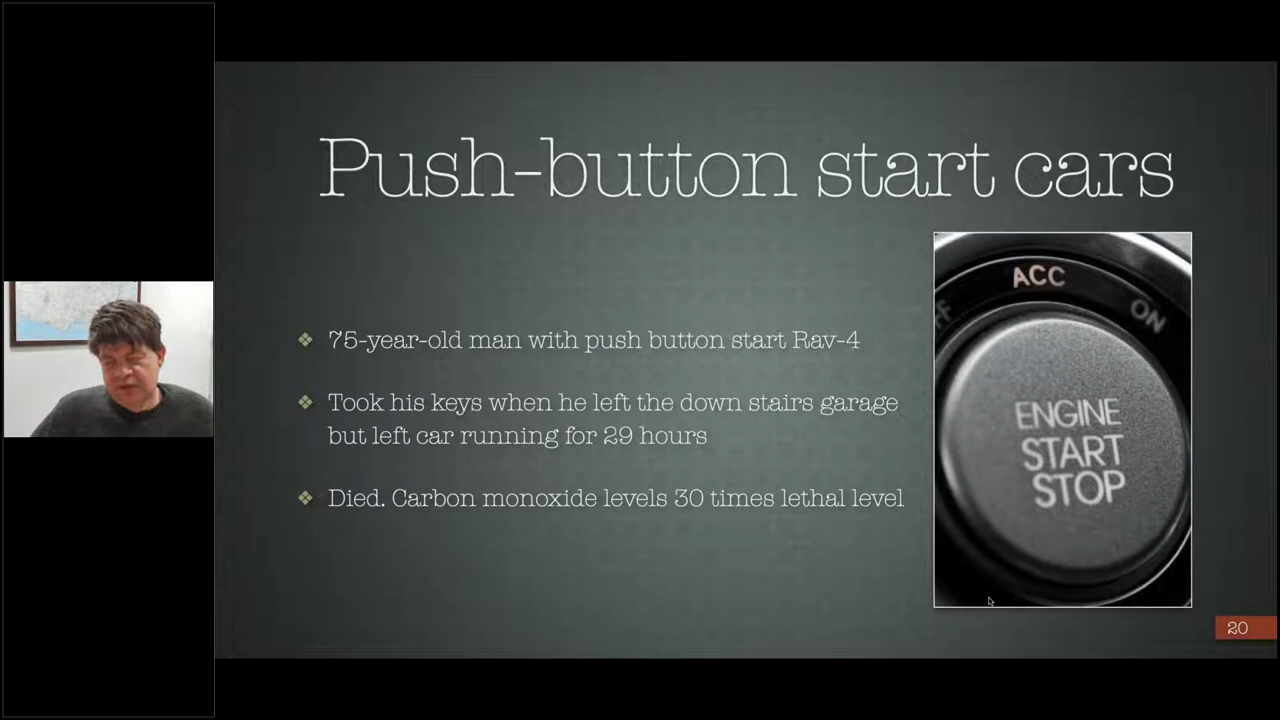 Push-button start cars
75-year-old man with push button start Rav-4
Took his keys when he left the down stairs garage
but left car running for 29 hours
Died. Carbon monoxide levels 30 times lethal level
ACC
ON
ENGINE
START
STOP
20